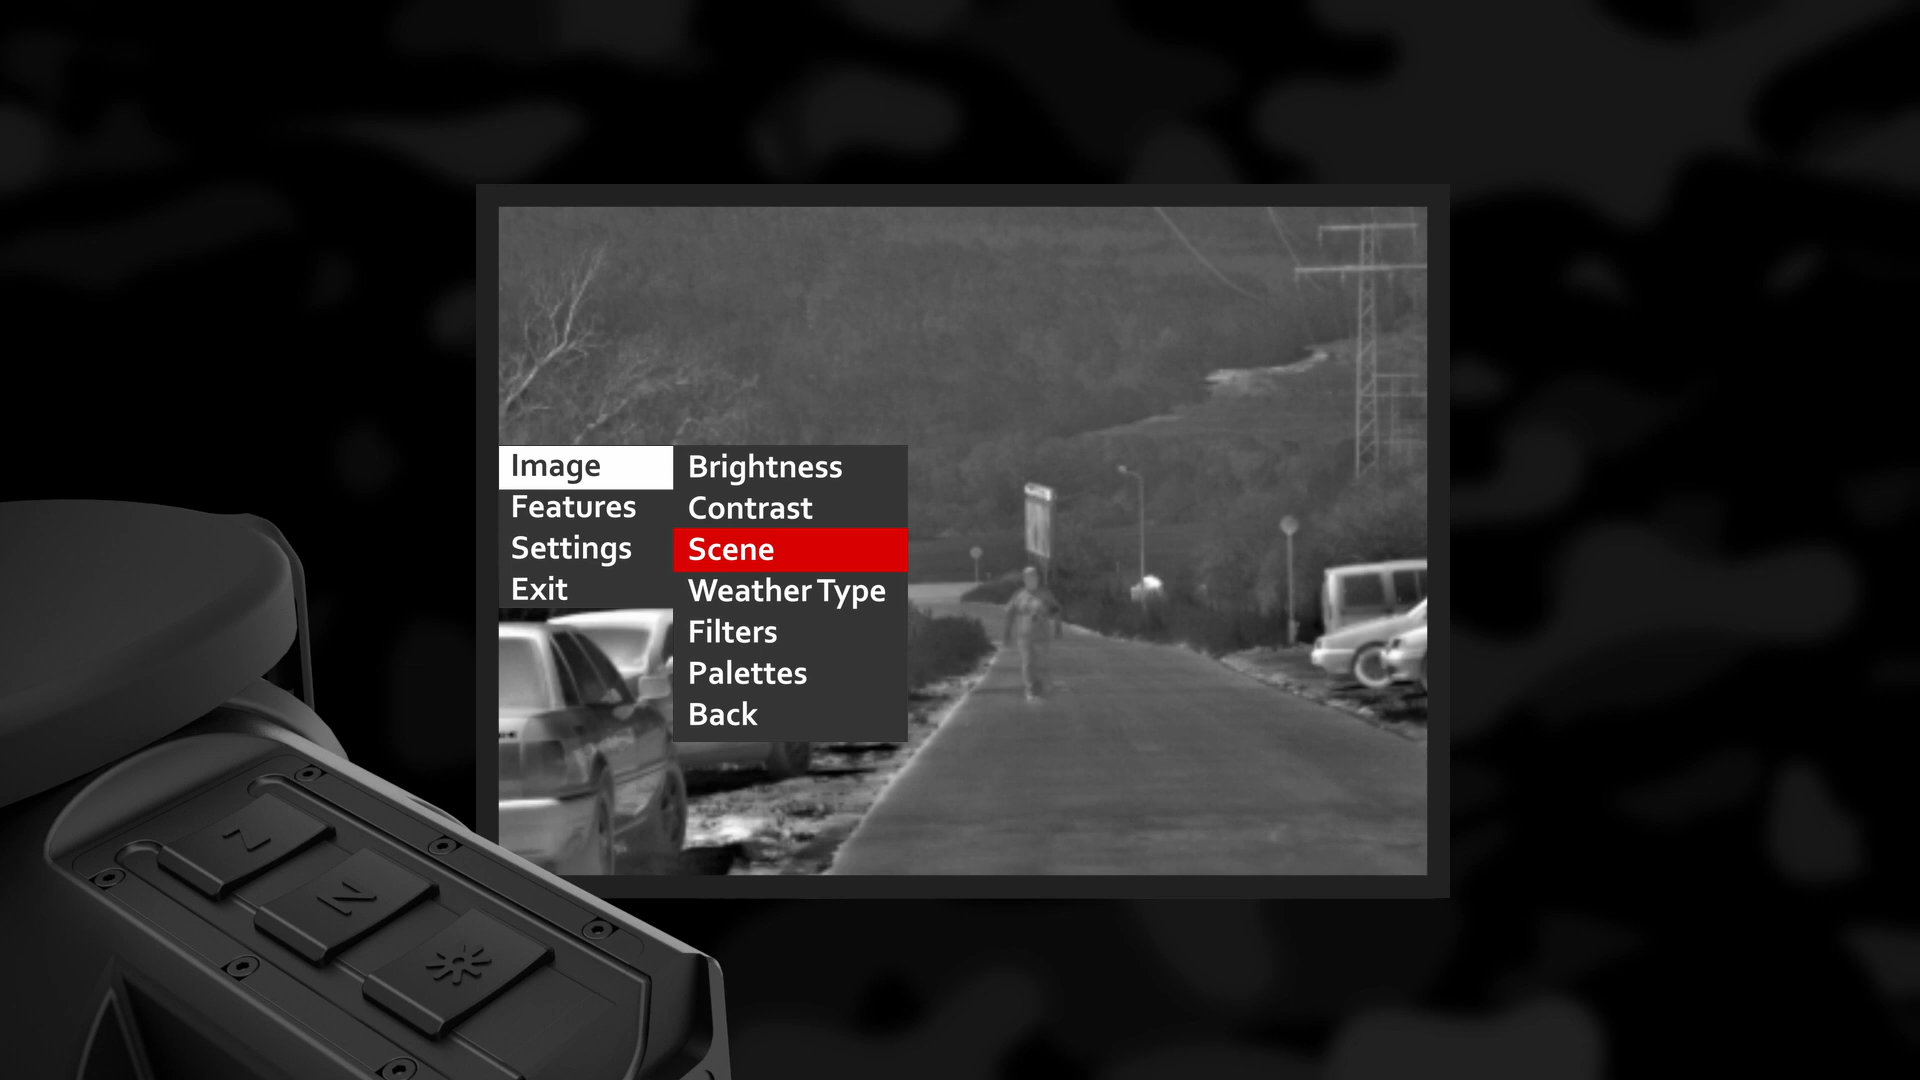 Image
Features
Settings
Exit
Brightness
Contrast
Scene
Weather Type
Filters
Palettes
Back
Z
N